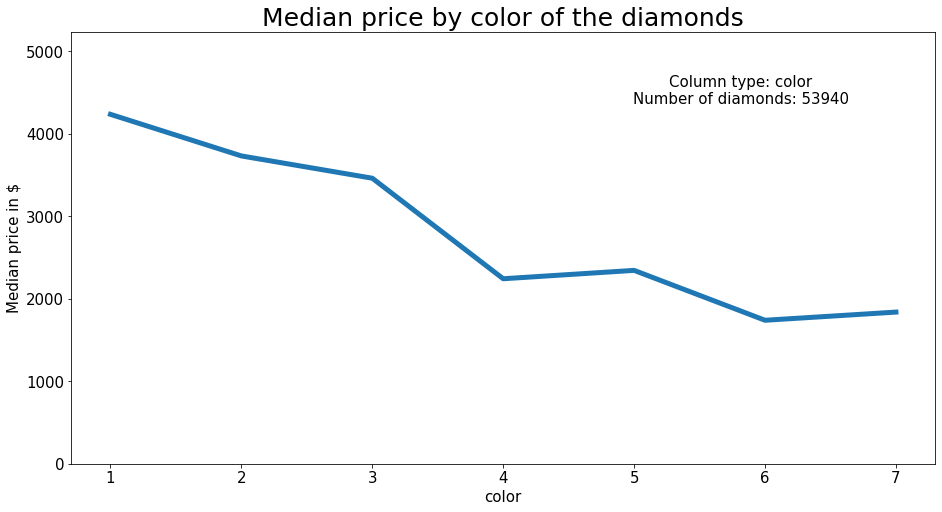 Median price by color of the diamonds
Column type: color
Number of diamonds: 53940
Median price in $
5000
4000
3000
2000
1000
0
1 2 3 4 5 6 7
color